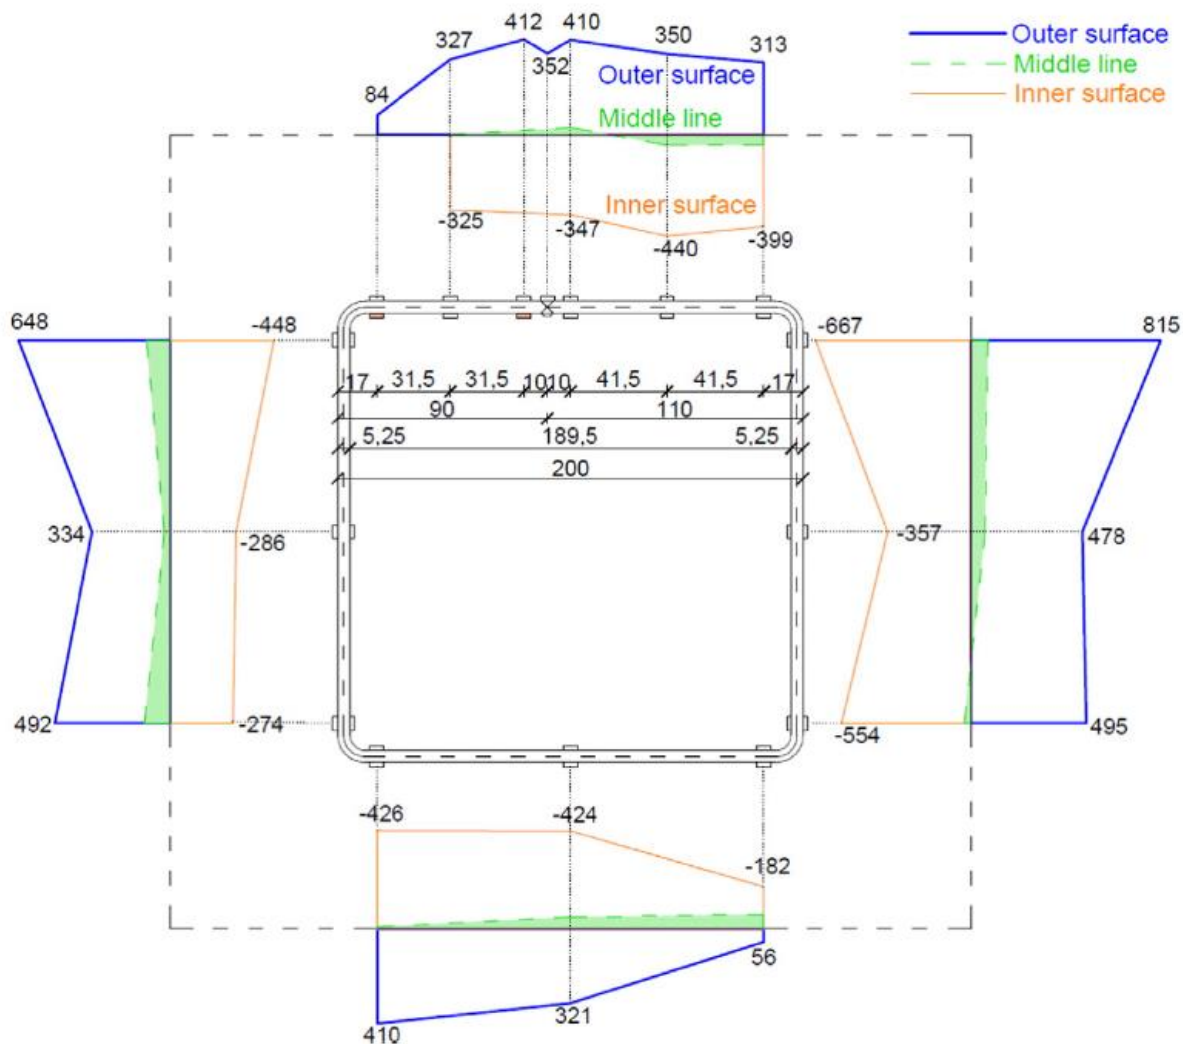 412 410
327 350 313
352
84
Outer surface
Middle line
Inner surface
-325 -347 -440 -399
Outer surface
Middle line
Inner surface
648 -448 -667 815
17 31,5 31,5 10 10 41,5 41,5 17
90 110
5,25 189,5 5,25
200
334 -286 -357 478
492 -274 -554 495
-426 -424
-182
56
321
410